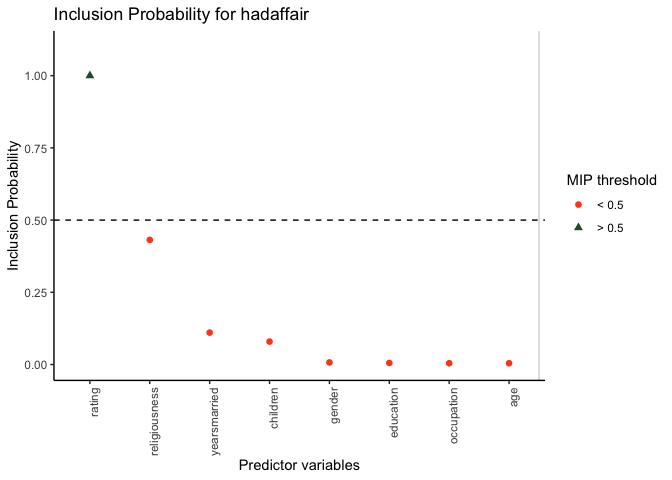 Inclusion Probability for hadaffair
Inclusion Probability
1.00
0.75
0.50
0.25
0.00
rating
religiousness
yearsmarried
children
gender
education
occupation
age
Predictor variables
MIP threshold
< 0.5
> 0.5